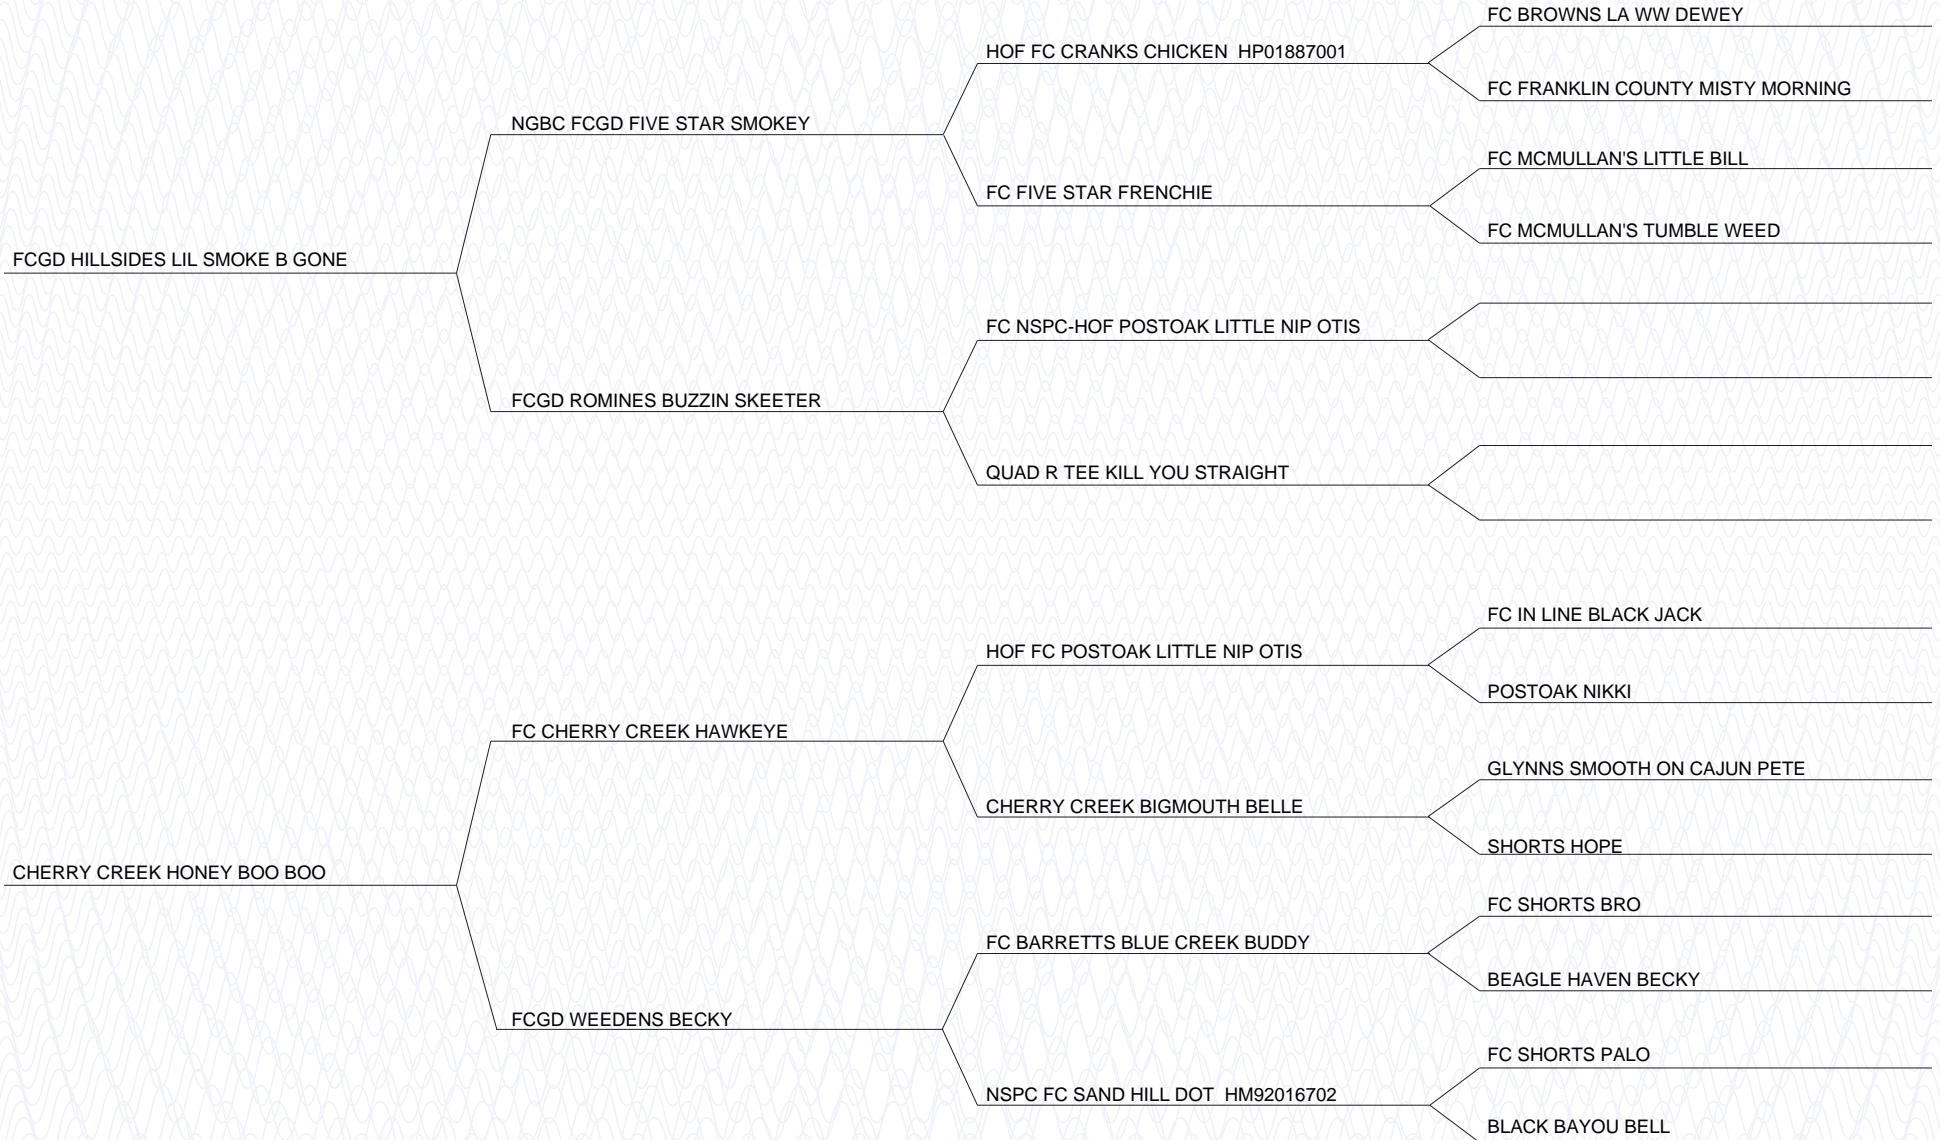 FC BROWNS LA WW DEWEY
HOF FC CRANKS CHICKEN  HP01887001
FC FRANKLIN COUNTY MISTY MORNING
NGBC FCGD FIVE STAR SMOKEY
FC MCMULLAN'S LITTLE BILL
FC FIVE STAR FRENCHIE
FC MCMULLAN'S TUMBLE WEED
FCGD HILLSIDES LIL SMOKE B GONE
FC NSPC-HOF POSTOAK LITTLE NIP OTIS
FCGD ROMINES BUZZIN SKEETER
QUAD R TEE KILL YOU STRAIGHT
FC IN LINE BLACK JACK
HOF FC POSTOAK LITTLE NIP OTIS
POSTOAK NIKKI
FC CHERRY CREEK HAWKEYE
GLYNNS SMOOTH ON CAJUN PETE
CHERRY CREEK BIGMOUTH BELLE
SHORTS HOPE
CHERRY CREEK HONEY BOO BOO
FC SHORTS BRO
FC BARRETTS BLUE CREEK BUDDY
BEAGLE HAVEN BECKY
FCGD WEEDENS BECKY
FC SHORTS PALO
NSPC FC SAND HILL DOT  HM92016702
BLACK BAYOU BELL